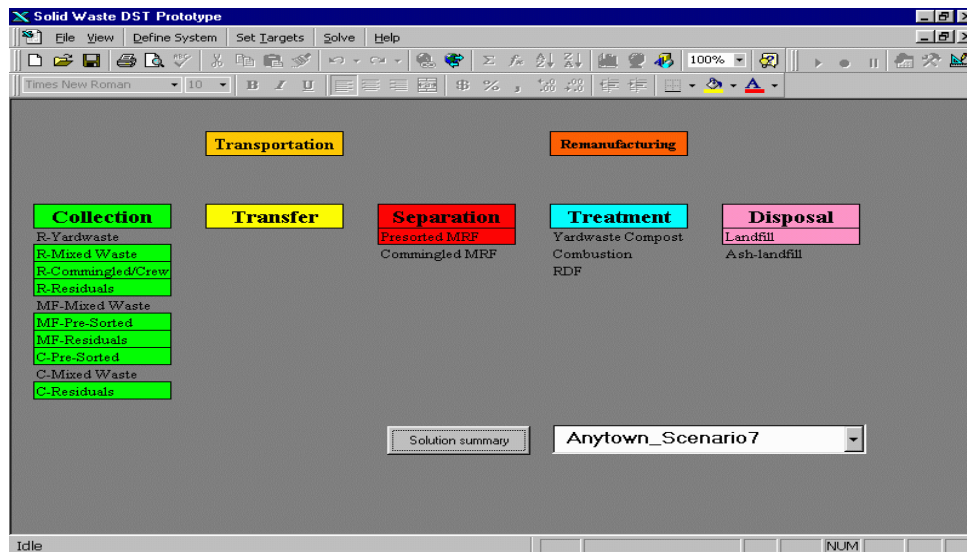 Solid Waste DST Prototype
File View Define System Set Targets Solve Help
100%
Times New Roman 10 B I U $ % ,
Transportation Remanufacturing
Collection Transfer Separation Treatment Disposal
R-Yardwaste Presorted MRF Yardwaste Compost Landfill
R-Mixed Waste Commingled MRF Combustion Ash-landfill
R-Commingled/Crew RDF
R-Residuals
MF-Mixed Waste
MF-Pre-Sorted
MF-Residuals
C-Pre-Sorted
C-Mixed Waste
C-Residuals
Solution summary Anytown_Scenario7
Idle NUM